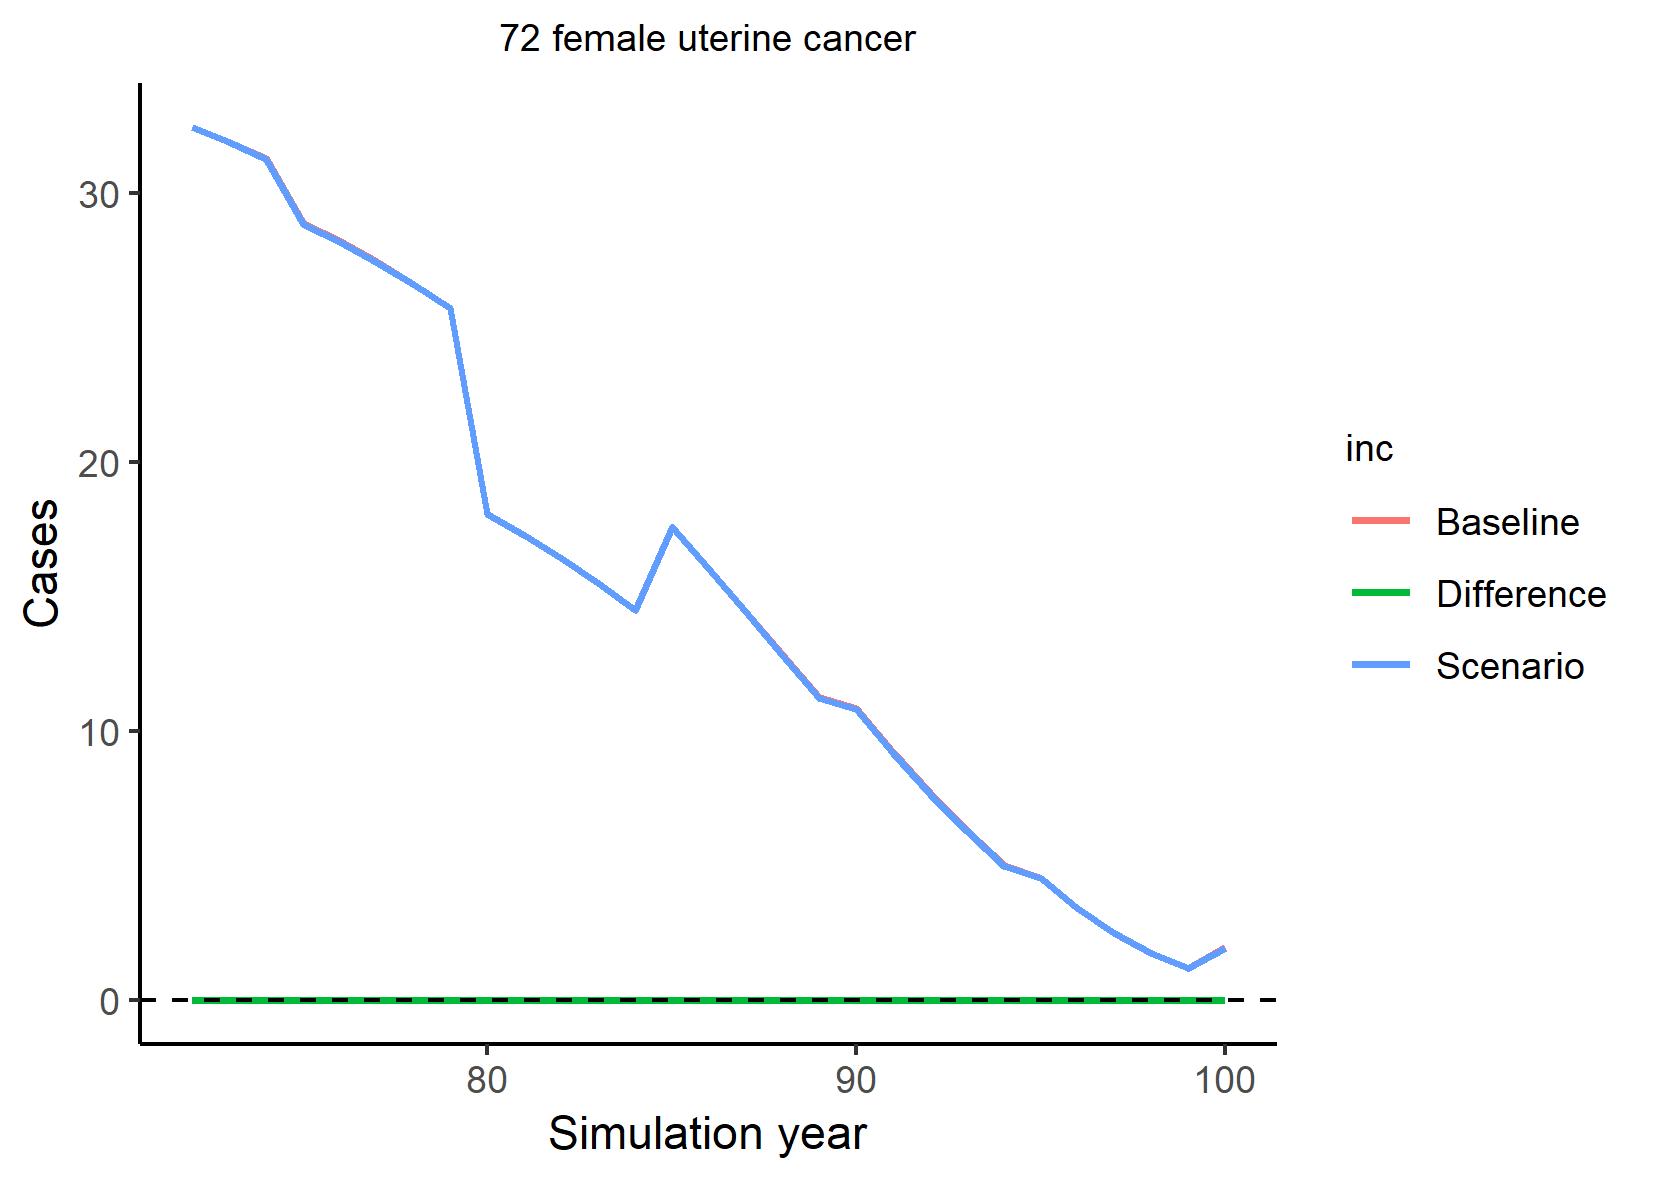 72 female uterine cancer
Cases
30
20
10
0
80
90
100
Simulation year
inc
Baseline
Difference
Scenario